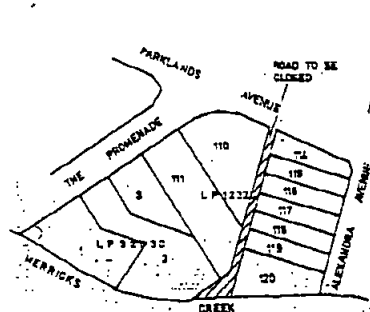 PARKLANDS
ROAD TO BE
CLOSED
AVENUE
THE PROMENADE
110
111
3
115
116
117
118
119
120
AVENUE
ALEXANDRA
MERRICKS
CREEK